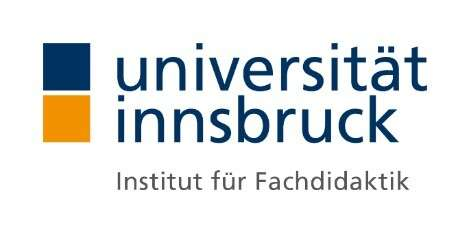 universität
innsbruck
Institut für Fachdidaktik